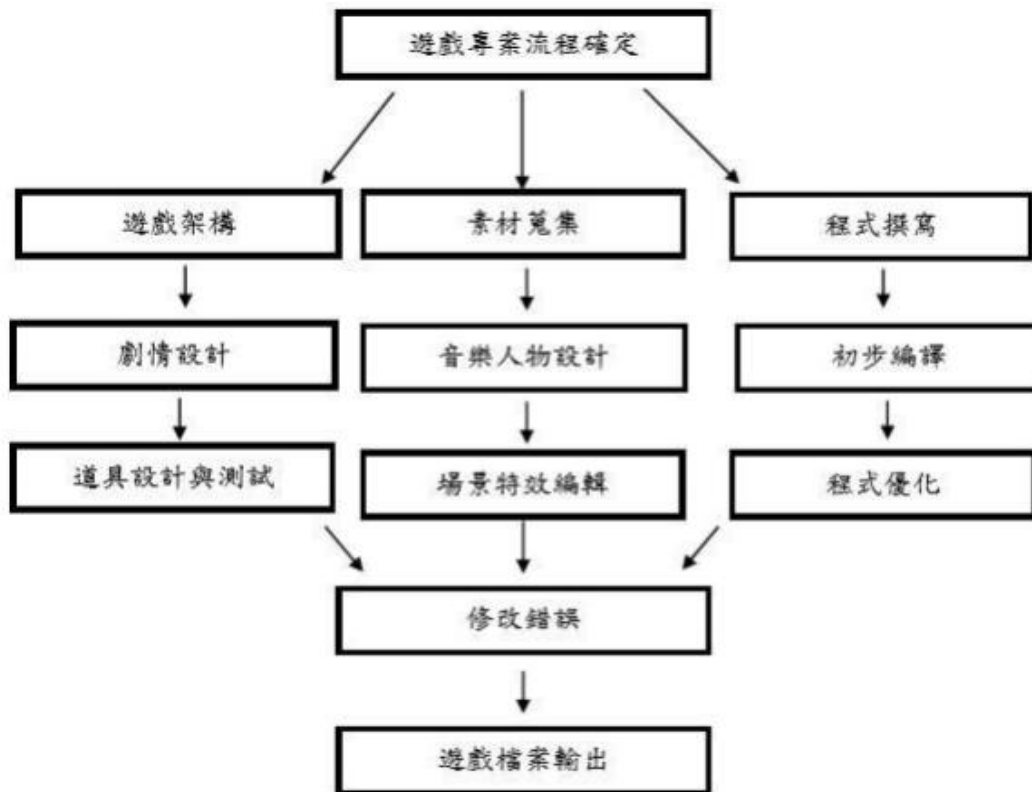 遊戲專案流程確定
遊戲架構
素材蒐集
程式撰寫
劇情設計
音樂人物設計
初步編譯
道具設計與測試
場景特效編輯
程式優化
修改錯誤
遊戲檔案輸出